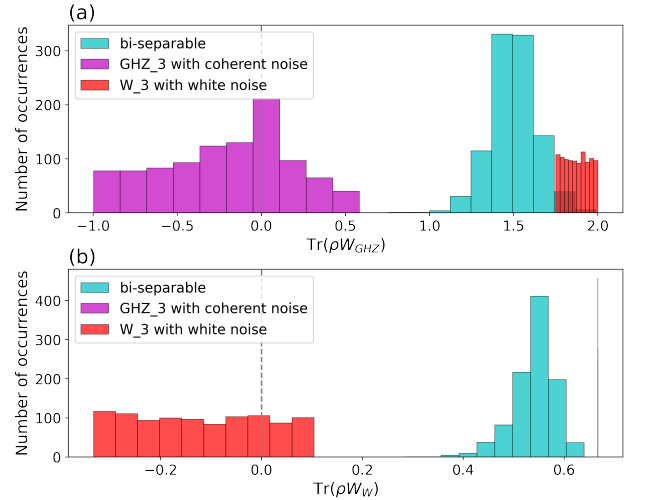 (a)
Number of occurrences
300
200
100
0
bi-separable
GHZ_3 with coherent noise
W_3 with white noise
−1.0 −0.5 0.0 0.5 1.0 1.5 2.0
Tr(ρW_GHZ)
(b)
Number of occurrences
400
300
200
100
0
bi-separable
GHZ_3 with coherent noise
W_3 with white noise
−0.2 0.0 0.2 0.4 0.6
Tr(ρW_W)